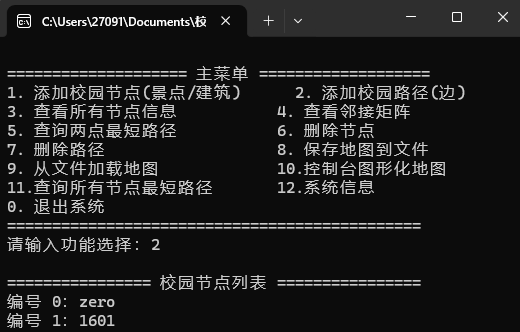 C:\Users\27091\Documents\校
=================== 主菜单 ==================
1. 添加校园节点(景点/建筑)      2. 添加校园路径(边)
3. 查看所有节点信息           4. 查看邻接矩阵
5. 查询两点最短路径           6. 删除节点
7. 删除路径                   8. 保存地图到文件
9. 从文件加载地图             10.控制台图形化地图
11.查询所有节点最短路径       12.系统信息
0. 退出系统
==============================================
请输入功能选择: 2
================ 校园节点列表 ================
编号 0: zero
编号 1: 1601